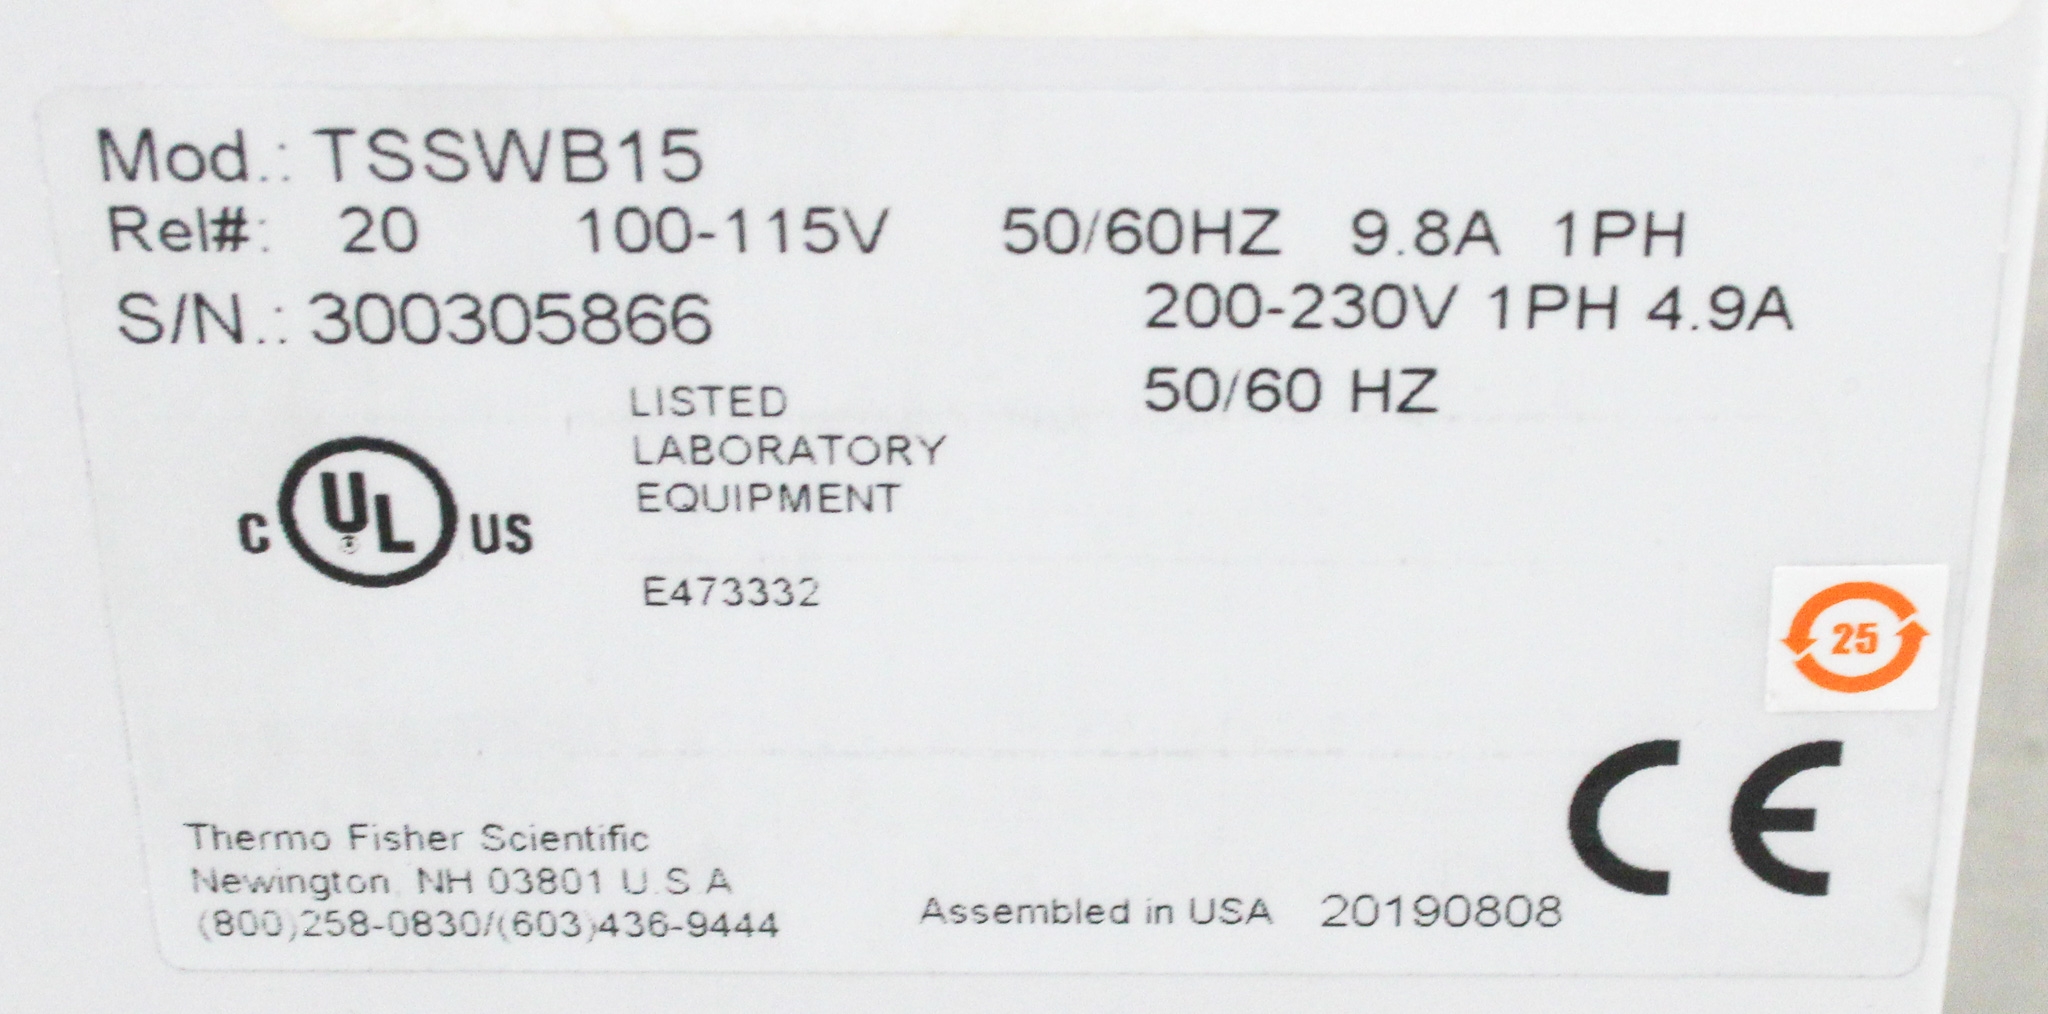 Mod.: TSSWB15
Rel#: 20 100-115V 50/60HZ 9.8A 1PH
200-230V 1PH 4.9A
S/N.: 300305866
50/60 HZ
LISTED
LABORATORY
EQUIPMENT
C UL US
E473332
25
CE
Thermo Fisher Scientific
Newington, NH 03801 U.S.A
(800)258-0830/(603)436-9444
Assembled in USA 20190808